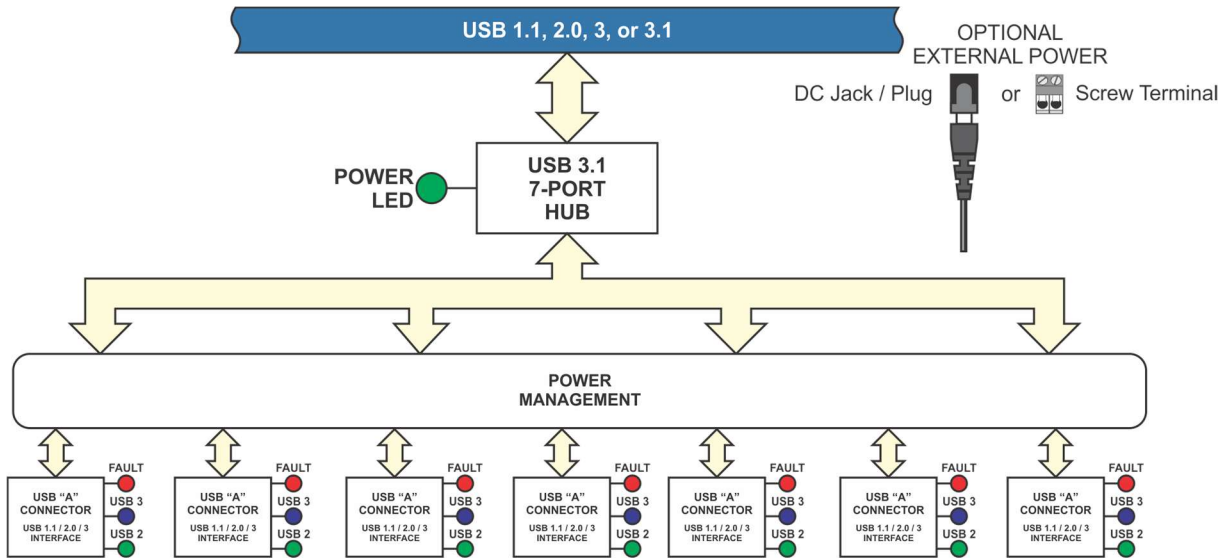 USB 1.1, 2.0, 3, or 3.1
OPTIONAL
EXTERNAL POWER
DC Jack / Plug or Screw Terminal
POWER
LED
USB 3.1
7-PORT
HUB
POWER
MANAGEMENT
USB “A”
CONNECTOR
USB 1.1 / 2.0 / 3
INTERFACE
FAULT
USB 3
USB 2
USB “A”
CONNECTOR
USB 1.1 / 2.0 / 3
INTERFACE
FAULT
USB 3
USB 2
USB “A”
CONNECTOR
USB 1.1 / 2.0 / 3
INTERFACE
FAULT
USB 3
USB 2
USB “A”
CONNECTOR
USB 1.1 / 2.0 / 3
INTERFACE
FAULT
USB 3
USB 2
USB “A”
CONNECTOR
USB 1.1 / 2.0 / 3
INTERFACE
FAULT
USB 3
USB 2
USB “A”
CONNECTOR
USB 1.1 / 2.0 / 3
INTERFACE
FAULT
USB 3
USB 2
USB “A”
CONNECTOR
USB 1.1 / 2.0 / 3
INTERFACE
FAULT
USB 3
USB 2